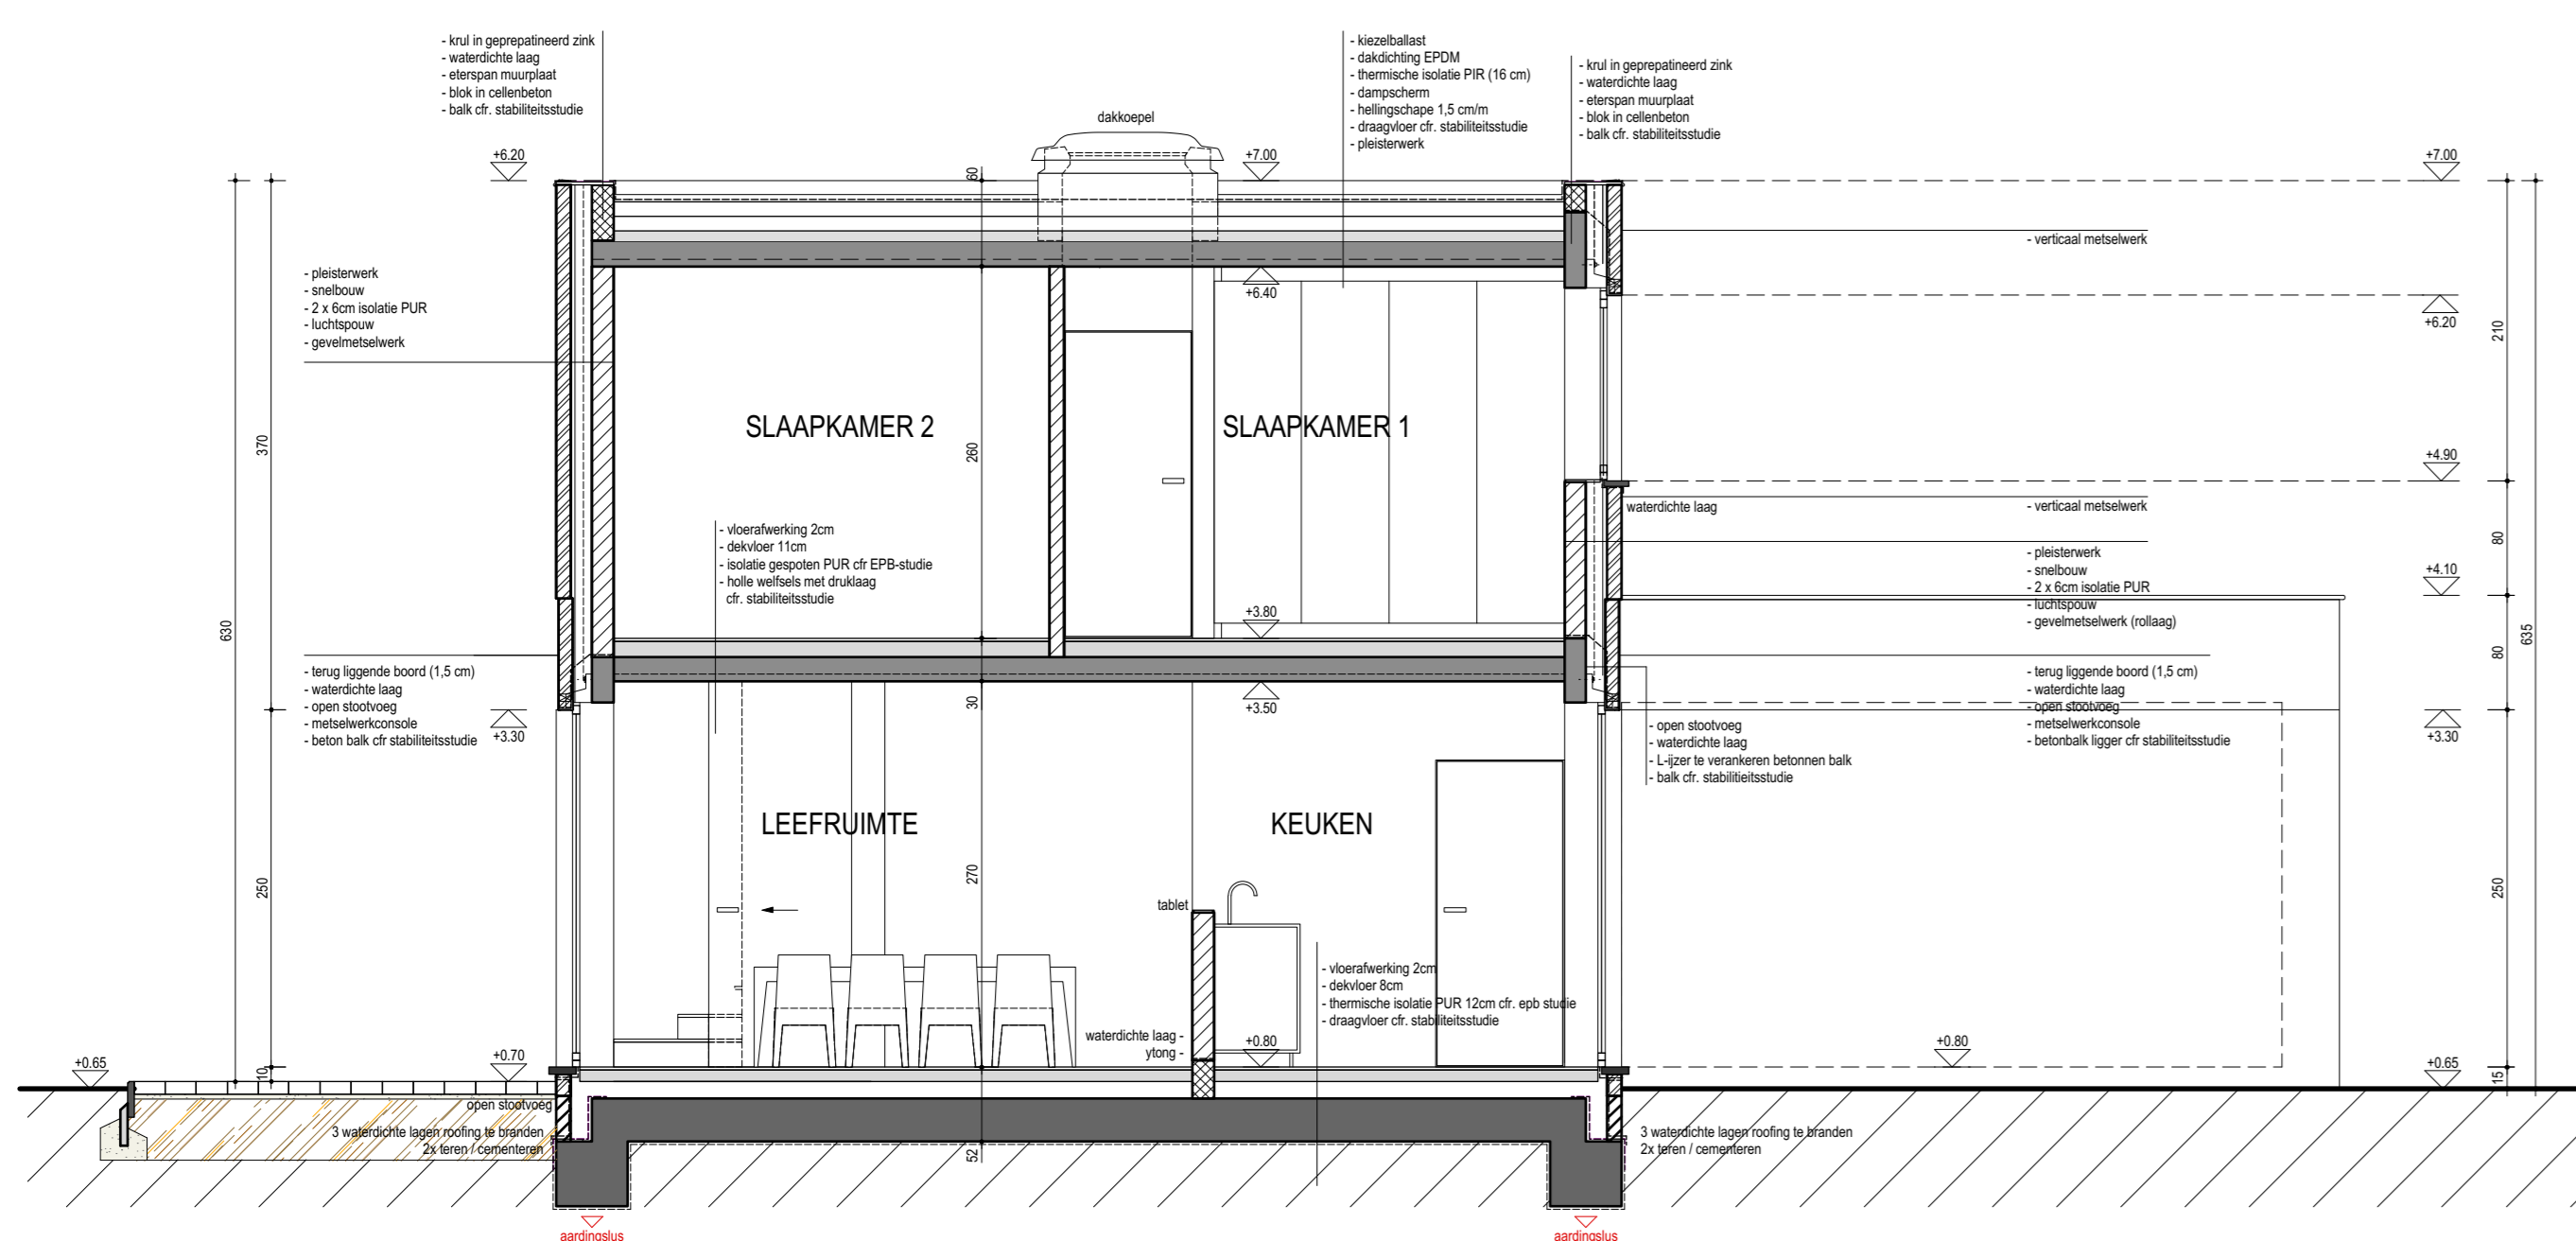 - krul in geprepatineerd zink
- waterdichte laag
- eterspan muurplaat
- blok in cellenbeton
- balk cfr. stabiliteitsstudie
dakkoepel
- kiezelballast
- dakdichting EPDM
- thermische isolatie PIR (16 cm)
- dampscherm
- hellingschape 1,5 cm/m
- draagvloer cfr. stabiliteitsstudie
- pleisterwerk
- krul in geprepatineerd zink
- waterdichte laag
- eterspan muurplaat
- blok in cellenbeton
- balk cfr. stabiliteitsstudie
+6.20
60
+7.00
+7.00
- verticaal metselwerk
- pleisterwerk
- snelbouw
- 2 x 6cm isolatie PUR
- luchtspouw
- gevelmetselwerk
+6.40
+6.20
210
370
SLAAPKAMER 2
260
SLAAPKAMER 1
+4.90
waterdichte laag
- verticaal metselwerk
- vloerafwerking 2cm
- dekvloer 11cm
- isolatie gespoten PUR cfr EPB-studie
- holle welfsels met druklaag
cfr. stabiliteitsstudie
80
- pleisterwerk
- snelbouw
- 2 x 6cm isolatie PUR
- luchtspouw
- gevelmetselwerk (rollaag)
+4.10
+3.80
630
635
80
- terug liggende boord (1,5 cm)
- waterdichte laag
- open stootvoeg
- metselwerkconsole
- beton balk cfr stabiliteitsstudie
+3.30
30
+3.50
- open stootvoeg
- waterdichte laag
- L-ijzer te verankeren betonnen balk
- balk cfr. stabilitieitsstudie
- terug liggende boord (1,5 cm)
- waterdichte laag
- open stootvoeg
- metselwerkconsole
- betonbalk ligger cfr stabiliteitsstudie
+3.30
LEEFRUIMTE
KEUKEN
250
270
250
tablet
- vloerafwerking 2cm
- dekvloer 8cm
- thermische isolatie PUR 12cm cfr. epb studie
- draagvloer cfr. stabiliteitsstudie
waterdichte laag -
ytong -
+0.80
+0.80
+0.65
10
+0.70
+0.65
15
open stootvoeg
3 waterdichte lagen roofing te branden
2x teren / cementeren
52
3 waterdichte lagen roofing te branden
2x teren / cementeren
aardingslus
aardingslus